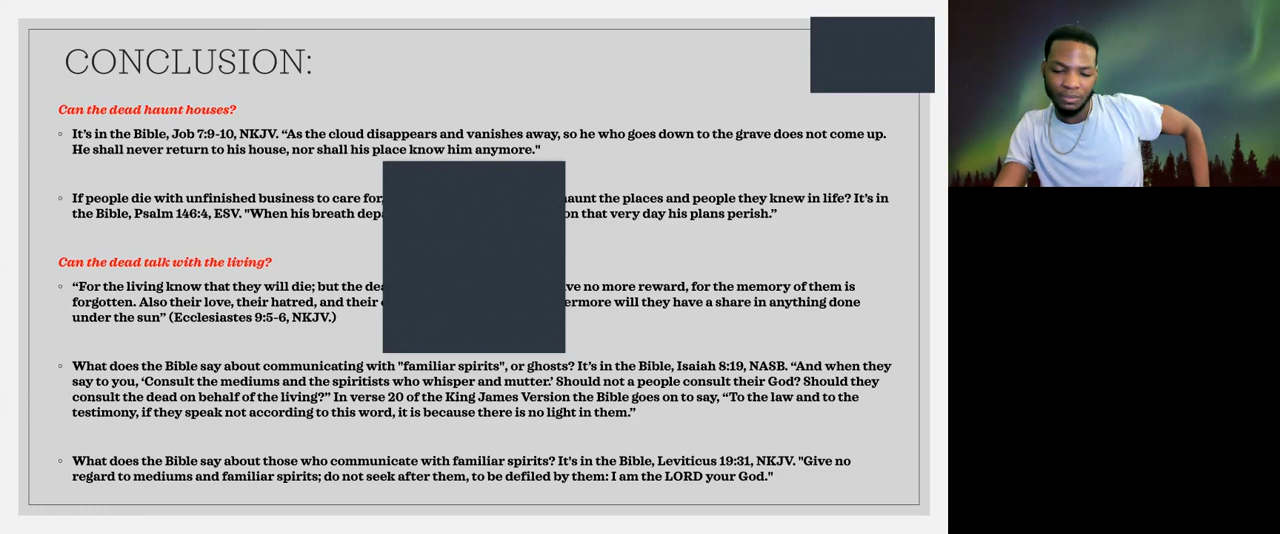 CONCLUSION:
Can the dead haunt houses?
It's in the Bible, Job 7:9-10, NKJV. “As the cloud disappears and vanishes away, so he who goes down to the grave does not come up.
He shall never return to his house, nor shall his place know him anymore."
If people die with unfinished business to care for, haunt the places and people they knew in life? It's in
the Bible, Psalm 146:4, ESV. "When his breath on that very day his plans perish.”
Can the dead talk with the living?
“For the living know that they will die; but the no more reward, for the memory of them is
forgotten. Also their love, their hatred, and their will they have a share in anything done
under the sun” (Ecclesiastes 9:5-6, NKJV.)
What does the Bible say about communicating with "familiar spirits", or ghosts? It's in the Bible, Isaiah 8:19, NASB. “And when they
say to you, ‘Consult the mediums and the spiritists who whisper and mutter.’ Should not a people consult their God? Should they
consult the dead on behalf of the living?” In verse 20 of the King James Version the Bible goes on to say, “To the law and to the
testimony, if they speak not according to this word, it is because there is no light in them.”
What does the Bible say about those who communicate with familiar spirits? It's in the Bible, Leviticus 19:31, NKJV. "Give no
regard to mediums and familiar spirits; do not seek after them, to be defiled by them: I am the LORD your God."